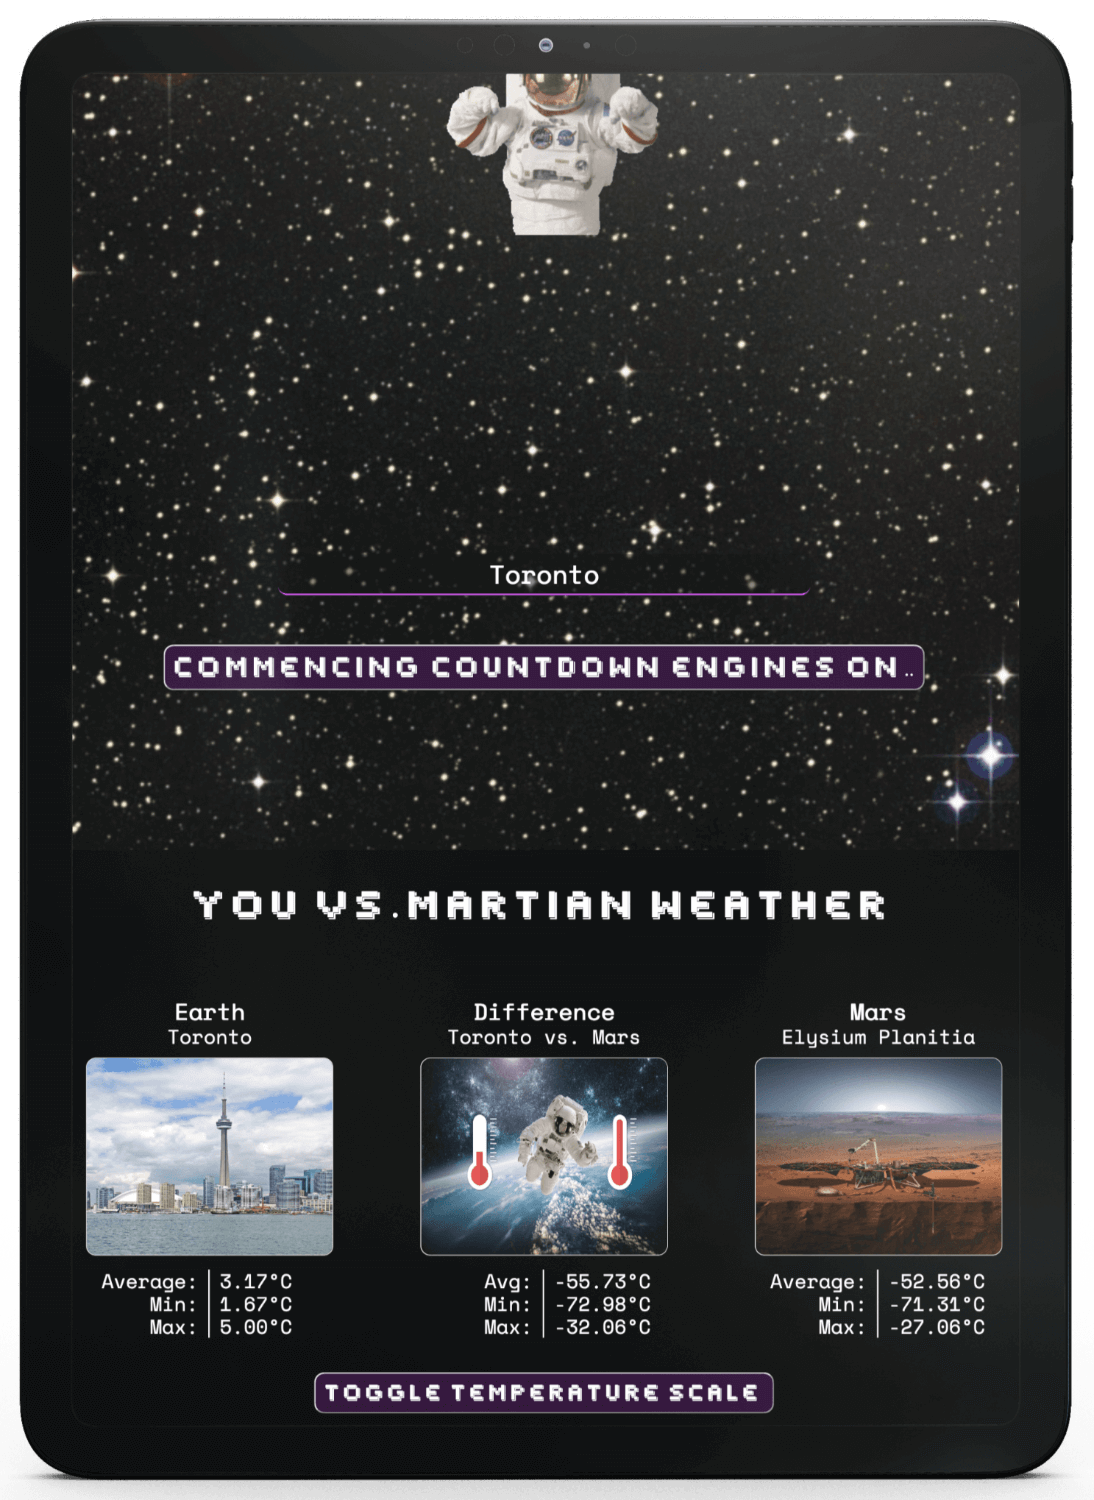 Toronto
COMMENCING COUNTDOWN ENGINES ON..
YOU VS.MARTIAN WEATHER
Earth
Toronto
Average: 3.17°C
Min: 1.67°C
Max: 5.00°C
Difference
Toronto vs. Mars
Avg: -55.73°C
Min: -72.98°C
Max: -32.06°C
Mars
Elysium Planitia
Average: -52.56°C
Min: -71.31°C
Max: -27.06°C
TOGGLE TEMPERATURE SCALE